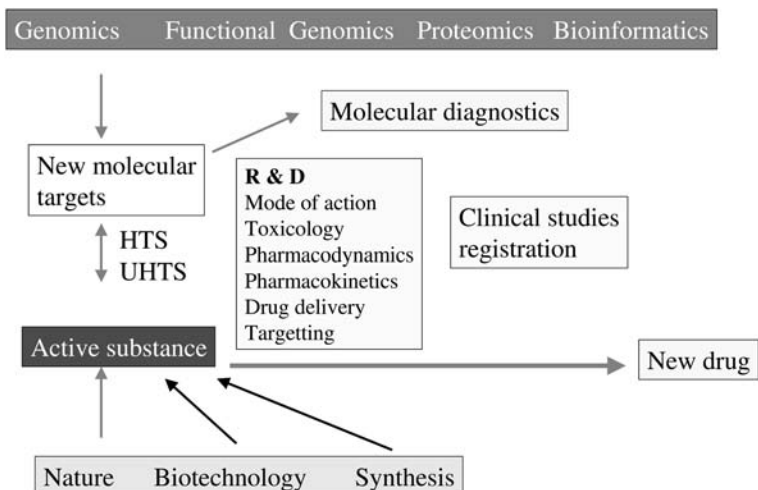 Genomics Functional Genomics Proteomics Bioinformatics
Molecular diagnostics
New molecular
targets
R & D
Mode of action
Toxicology
Pharmacodynamics
Pharmacokinetics
Drug delivery
Targetting
Clinical studies
registration
HTS
UHTS
Active substance
New drug
Nature Biotechnology Synthesis